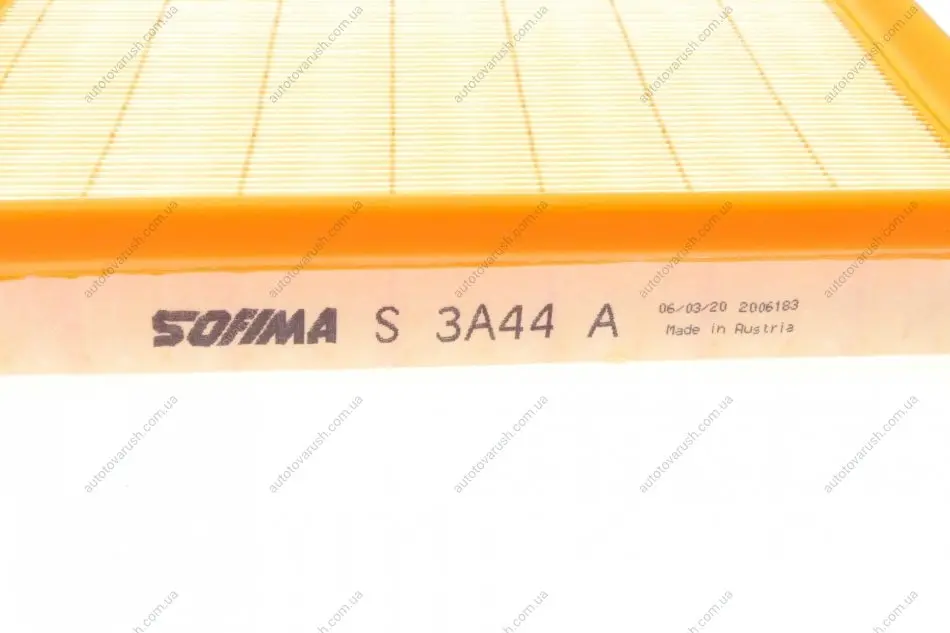 SOFIMA S 3A44 A
06/03/20 2006183
Made in Austria
autotovarush.com.ua